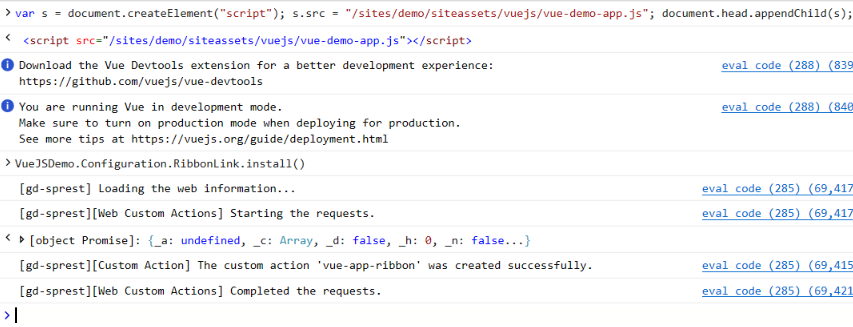 > var s = document.createElement("script"); s.src = "/sites/demo/siteassets/vuejs/vue-demo-app.js"; document.head.appendChild(s);
< <script src="/sites/demo/siteassets/vuejs/vue-demo-app.js"></script>
Download the Vue Devtools extension for a better development experience: eval code (288) (839
https://github.com/vuejs/vue-devtools
You are running Vue in development mode. eval code (288) (840
Make sure to turn on production mode when deploying for production.
See more tips at https://vuejs.org/guide/deployment.html
> VueJSDemo.Configuration.RibbonLink.install()
[gd-sprest] Loading the web information... eval code (285) (69,417
[gd-sprest][Web Custom Actions] Starting the requests. eval code (285) (69,417
< [object Promise]: {_a: undefined, _c: Array, _d: false, _h: 0, _n: false...}
[gd-sprest][Custom Action] The custom action 'vue-app-ribbon' was created successfully. eval code (285) (69,415
[gd-sprest][Web Custom Actions] Completed the requests. eval code (285) (69,421
>